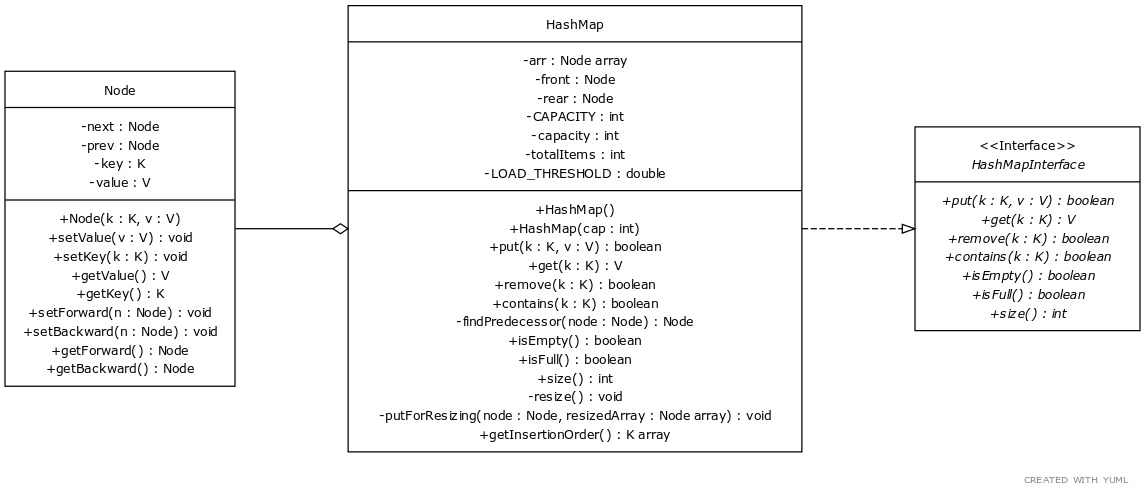 Node
-next : Node
-prev : Node
-key : K
-value : V
+Node(k : K, v : V)
+setValue(v : V) : void
+setKey(k : K) : void
+getValue() : V
+getKey() : K
+setForward(n : Node) : void
+setBackward(n : Node) : void
+getForward() : Node
+getBackward() : Node
HashMap
-arr : Node array
-front : Node
-rear : Node
-CAPACITY : int
-capacity : int
-totalItems : int
-LOAD_THRESHOLD : double
+HashMap()
+HashMap(cap : int)
+put(k : K, v : V) : boolean
+get(k : K) : V
+remove(k : K) : boolean
+contains(k : K) : boolean
-findPredecessor(node : Node) : Node
+isEmpty() : boolean
+isFull() : boolean
+size() : int
-resize() : void
-putForResizing(node : Node, resizedArray : Node array) : void
+getInsertionOrder() : K array
<<Interface>>
HashMapInterface
+put(k : K, v : V) : boolean
+get(k : K) : V
+remove(k : K) : boolean
+contains(k : K) : boolean
+isEmpty() : boolean
+isFull() : boolean
+size() : int
CREATED WITH YUML